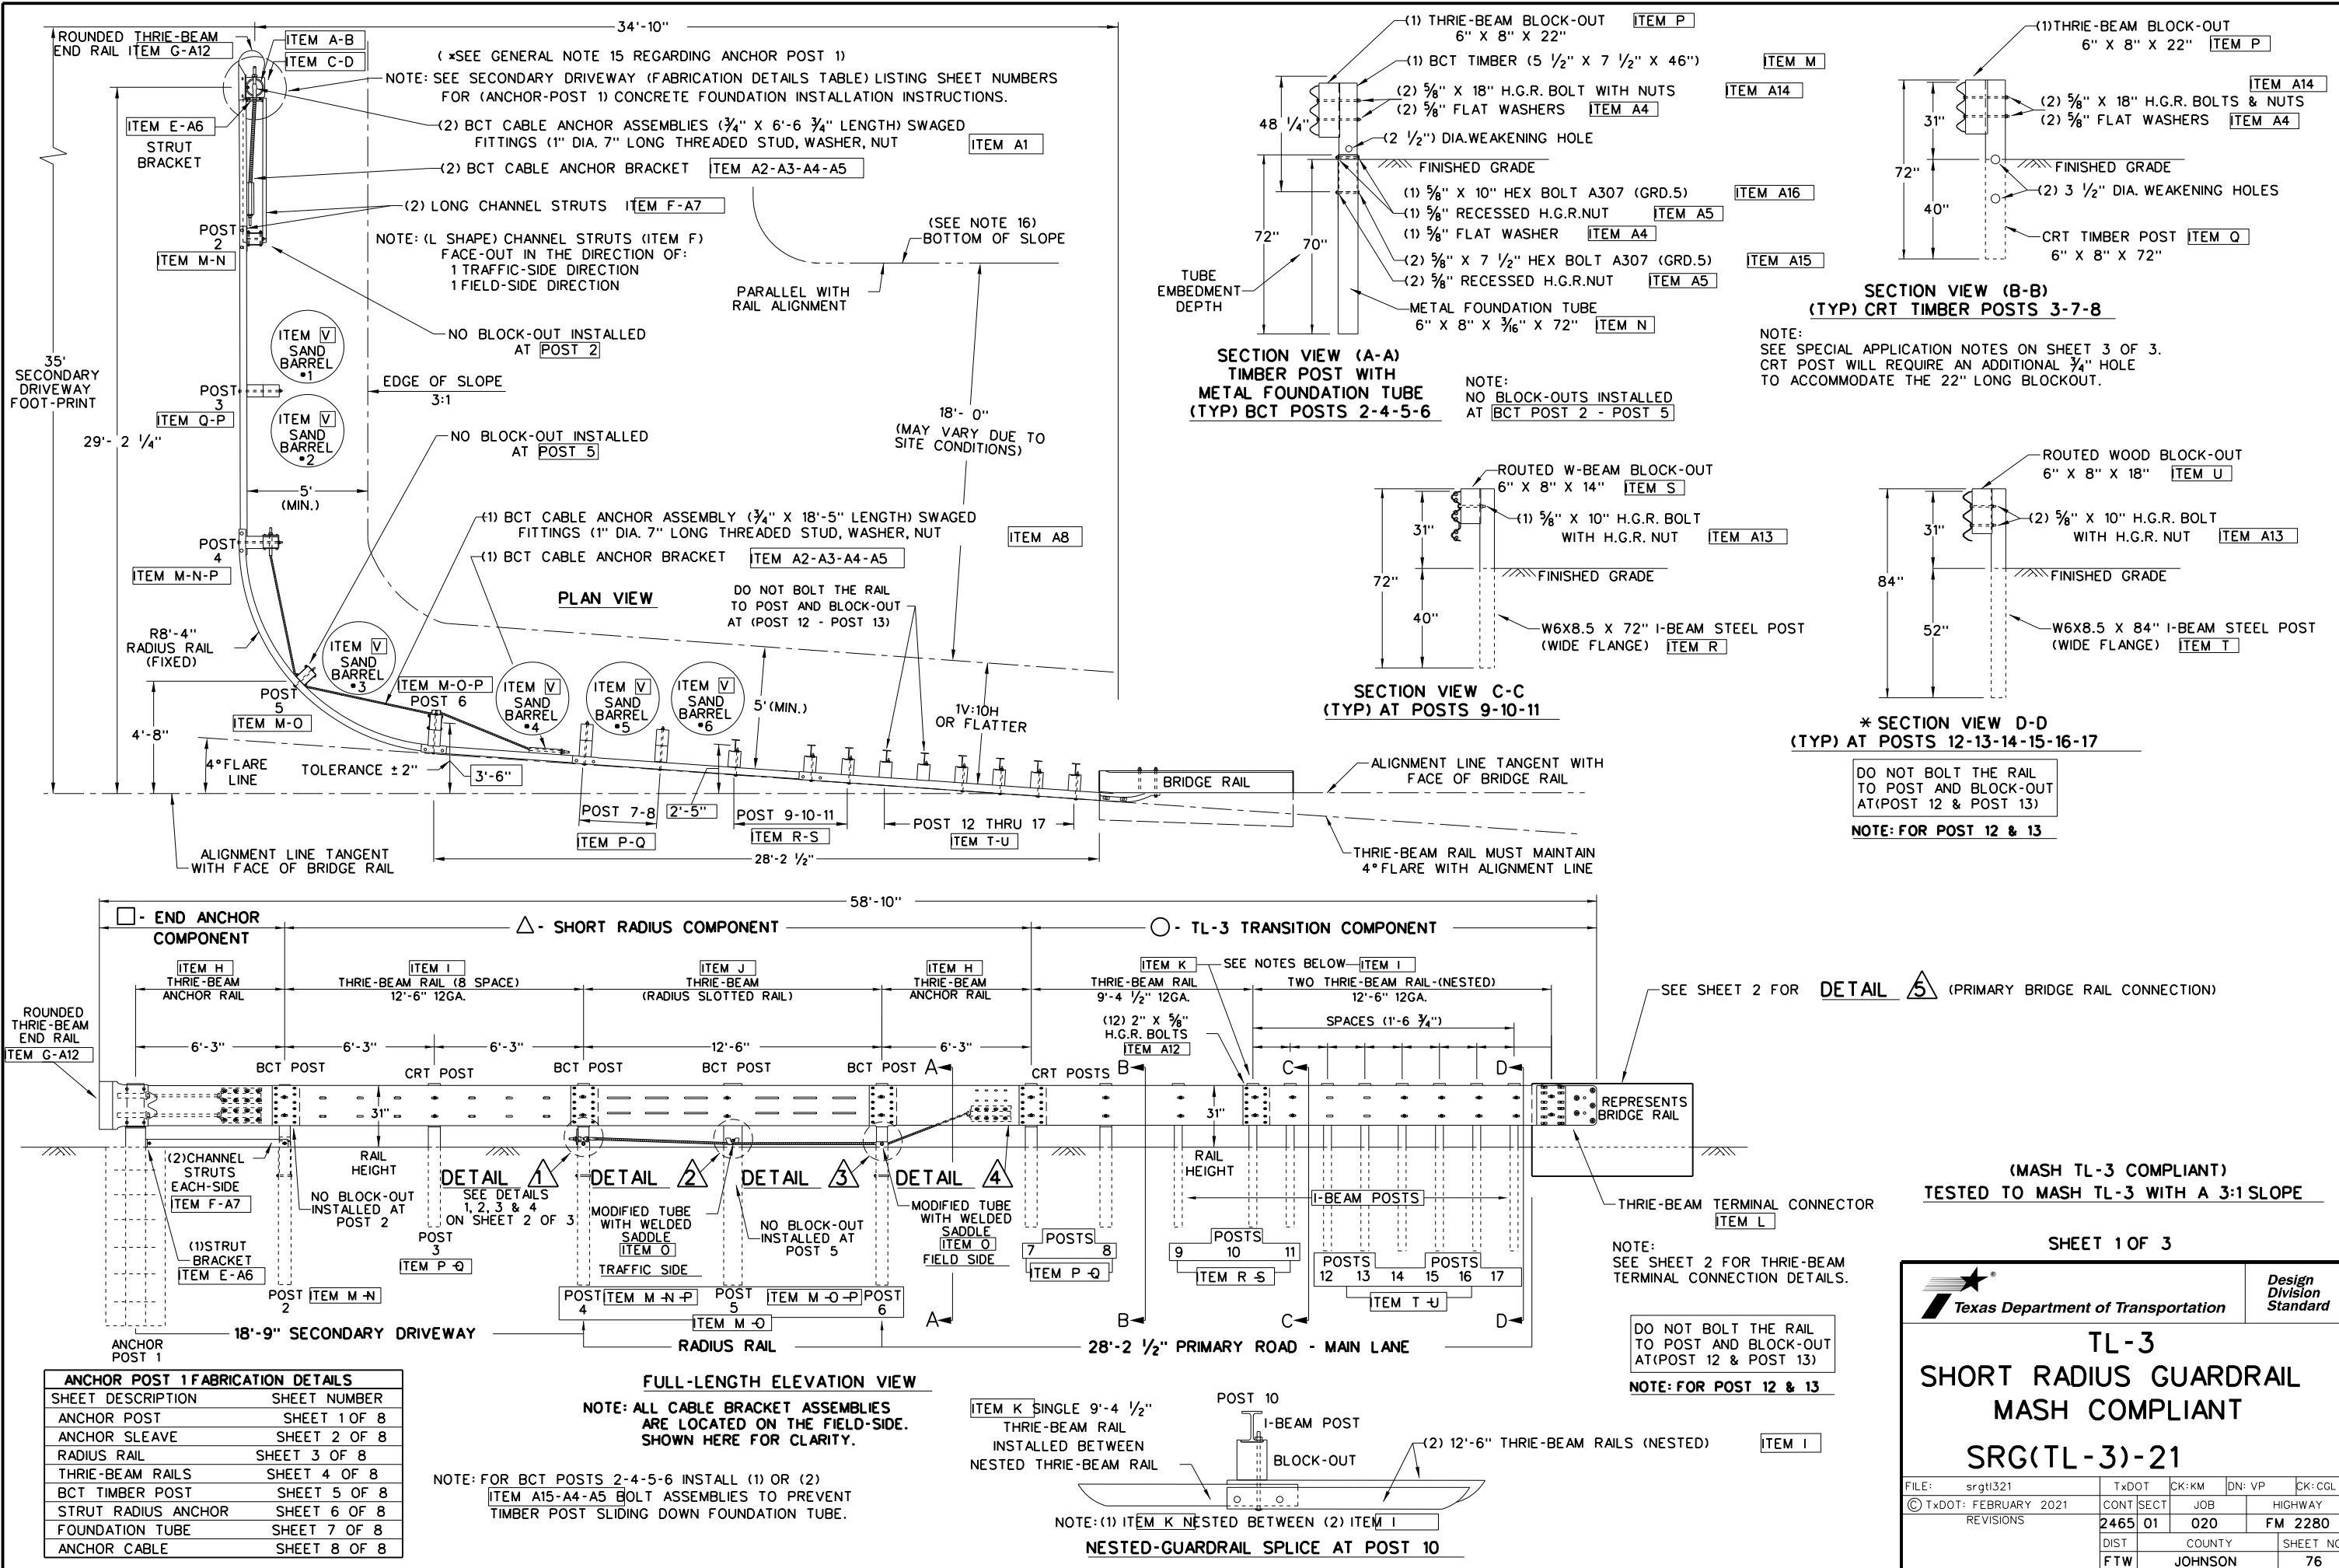 34'-10"
ROUNDED THRIE-BEAM
END RAIL ITEM G-A12
ITEM A-B
ITEM C-D
( *SEE GENERAL NOTE 15 REGARDING ANCHOR POST 1)
NOTE: SEE SECONDARY DRIVEWAY (FABRICATION DETAILS TABLE) LISTING SHEET NUMBERS
FOR (ANCHOR-POST 1) CONCRETE FOUNDATION INSTALLATION INSTRUCTIONS.
ITEM E-A6
STRUT
BRACKET
(2) BCT CABLE ANCHOR ASSEMBLIES (3/4" X 6'-6 3/4" LENGTH) SWAGED
FITTINGS (1" DIA. 7" LONG THREADED STUD, WASHER, NUT
ITEM A1
(2) BCT CABLE ANCHOR BRACKET
ITEM A2-A3-A4-A5
(2) LONG CHANNEL STRUTS ITEM F-A7
POST
2
ITEM M-N
NOTE: (L SHAPE) CHANNEL STRUTS (ITEM F)
FACE-OUT IN THE DIRECTION OF:
1 TRAFFIC-SIDE DIRECTION
1 FIELD-SIDE DIRECTION
(SEE NOTE 16)
BOTTOM OF SLOPE
PARALLEL WITH
RAIL ALIGNMENT
35'
SECONDARY
DRIVEWAY
FOOT-PRINT
29'- 2 1/4"
ITEM V
SAND
BARREL
#1
NO BLOCK-OUT INSTALLED
AT POST 2
POST
3
ITEM Q-P
EDGE OF SLOPE
3:1
ITEM V
SAND
BARREL
#2
NO BLOCK-OUT INSTALLED
AT POST 5
18'- 0"
(MAY VARY DUE TO
SITE CONDITIONS)
5'
(MIN.)
POST
4
ITEM M-N-P
(1) BCT CABLE ANCHOR ASSEMBLY (3/4" X 18'-5" LENGTH) SWAGED
FITTINGS (1" DIA. 7" LONG THREADED STUD, WASHER, NUT
ITEM A8
(1) BCT CABLE ANCHOR BRACKET
ITEM A2-A3-A4-A5
PLAN VIEW
DO NOT BOLT THE RAIL
TO POST AND BLOCK-OUT
AT (POST 12 - POST 13)
R8'-4"
RADIUS RAIL
(FIXED)
ITEM V
SAND
BARREL
#3
POST
5
ITEM M-O
ITEM M-O-P
POST 6
ITEM V
SAND
BARREL
#4
ITEM V
SAND
BARREL
#5
ITEM V
SAND
BARREL
#6
5'(MIN.)
1V:10H
OR FLATTER
4'-8"
4° FLARE
LINE
TOLERANCE ±2"
3'-6"
POST 7-8
ITEM P-Q
2'-5"
POST 9-10-11
ITEM R-S
POST 12 THRU 17
ITEM T-U
28'-2 1/2"
BRIDGE RAIL
ALIGNMENT LINE TANGENT WITH
FACE OF BRIDGE RAIL
THRIE-BEAM RAIL MUST MAINTAIN
4° FLARE WITH ALIGNMENT LINE
ALIGNMENT LINE TANGENT
WITH FACE OF BRIDGE RAIL
(1) THRIE-BEAM BLOCK-OUT ITEM P
6" X 8" X 22"
(1) BCT TIMBER (5 1/2" X 7 1/2" X 46") ITEM M
(2) 5/8" X 18" H.G.R. BOLT WITH NUTS ITEM A14
(2) 5/8" FLAT WASHERS ITEM A4
48 1/4"
(2 1/2") DIA. WEAKENING HOLE
FINISHED GRADE
(1) 5/8" X 10" HEX BOLT A307 (GRD.5) ITEM A16
(1) 5/8" RECESSED H.G.R.NUT ITEM A5
(1) 5/8" FLAT WASHER ITEM A4
72"
70"
(2) 5/8" X 7 1/2" HEX BOLT A307 (GRD.5) ITEM A15
(2) 5/8" RECESSED H.G.R.NUT ITEM A5
TUBE
EMBEDMENT
DEPTH
METAL FOUNDATION TUBE
6" X 8" X 3/16" X 72" ITEM N
SECTION VIEW (A-A)
TIMBER POST WITH
METAL FOUNDATION TUBE
(TYP) BCT POSTS 2-4-5-6
NOTE:
NO BLOCK-OUTS INSTALLED
AT BCT POST 2 - POST 5
(1)THRIE-BEAM BLOCK-OUT
6" X 8" X 22" ITEM P
ITEM A14
(2) 5/8" X 18" H.G.R. BOLTS & NUTS
(2) 5/8" FLAT WASHERS ITEM A4
31"
FINISHED GRADE
72"
(2) 3 1/2" DIA. WEAKENING HOLES
40"
CRT TIMBER POST ITEM Q
6" X 8" X 72"
SECTION VIEW (B-B)
(TYP) CRT TIMBER POSTS 3-7-8
NOTE:
SEE SPECIAL APPLICATION NOTES ON SHEET 3 OF 3.
CRT POST WILL REQUIRE AN ADDITIONAL 3/4" HOLE
TO ACCOMMODATE THE 22" LONG BLOCKOUT.
ROUTED W-BEAM BLOCK-OUT
6" X 8" X 14" ITEM S
31"
(1) 5/8" X 10" H.G.R. BOLT
WITH H.G.R. NUT ITEM A13
72"
FINISHED GRADE
40"
W6X8.5 X 72" I-BEAM STEEL POST
(WIDE FLANGE) ITEM R
SECTION VIEW C-C
(TYP) AT POSTS 9-10-11
ROUTED WOOD BLOCK-OUT
6" X 8" X 18" ITEM U
31"
(2) 5/8" X 10" H.G.R. BOLT
WITH H.G.R. NUT ITEM A13
84"
FINISHED GRADE
52"
W6X8.5 X 84" I-BEAM STEEL POST
(WIDE FLANGE) ITEM T
* SECTION VIEW D-D
(TYP) AT POSTS 12-13-14-15-16-17
DO NOT BOLT THE RAIL
TO POST AND BLOCK-OUT
AT(POST 12 & POST 13)
NOTE: FOR POST 12 & 13
58'-10"
□ - END ANCHOR
COMPONENT
△ - SHORT RADIUS COMPONENT
○ - TL-3 TRANSITION COMPONENT
ITEM H
THRIE-BEAM
ANCHOR RAIL
ITEM I
THRIE-BEAM RAIL (8 SPACE)
12'-6" 12GA.
ITEM J
THRIE-BEAM
(RADIUS SLOTTED RAIL)
ITEM H
THRIE-BEAM
ANCHOR RAIL
ITEM K SEE NOTES BELOW ITEM I
THRIE-BEAM RAIL
9'-4 1/2" 12GA.
TWO THRIE-BEAM RAIL-(NESTED)
12'-6" 12GA.
SEE SHEET 2 FOR DETAIL 5 (PRIMARY BRIDGE RAIL CONNECTION)
ROUNDED
THRIE-BEAM
END RAIL
ITEM G-A12
(12) 2" X 5/8"
H.G.R. BOLTS
ITEM A12
SPACES (1'-6 3/4")
6'-3" 6'-3" 6'-3" 12'-6" 6'-3"
BCT POST CRT POST BCT POST BCT POST BCT POST A CRT POSTS B C D
31" 31"
REPRESENTS
BRIDGE RAIL
(2)CHANNEL
STRUTS
EACH-SIDE
ITEM F-A7
RAIL
HEIGHT
NO BLOCK-OUT
INSTALLED AT
POST 2
DETAIL 1 DETAIL 2 DETAIL 3 DETAIL 4
SEE DETAILS
1, 2, 3 & 4
ON SHEET 2 OF 3
MODIFIED TUBE
WITH WELDED
SADDLE
ITEM O
TRAFFIC SIDE
NO BLOCK-OUT
INSTALLED AT
POST 5
MODIFIED TUBE
WITH WELDED
SADDLE
ITEM O
FIELD SIDE
RAIL
HEIGHT
I-BEAM POSTS
THRIE-BEAM TERMINAL CONNECTOR
ITEM L
(MASH TL-3 COMPLIANT)
TESTED TO MASH TL-3 WITH A 3:1 SLOPE
(1)STRUT
BRACKET
ITEM E-A6
POST
3
ITEM P-Q
POSTS
7 8
ITEM P-Q
POSTS
9 10 11
ITEM R-S
POSTS POSTS
12 13 14 15 16 17
ITEM T-U
NOTE:
SEE SHEET 2 FOR THRIE-BEAM
TERMINAL CONNECTION DETAILS.
POST
2
ITEM M-N
POST
4
ITEM M-N-P
POST
5
ITEM M-O
ITEM M-O-P
POST
6
A B C D
ANCHOR
POST 1
18'-9" SECONDARY DRIVEWAY
RADIUS RAIL
28'-2 1/2" PRIMARY ROAD - MAIN LANE
DO NOT BOLT THE RAIL
TO POST AND BLOCK-OUT
AT(POST 12 & POST 13)
NOTE: FOR POST 12 & 13
FULL-LENGTH ELEVATION VIEW
NOTE: ALL CABLE BRACKET ASSEMBLIES
ARE LOCATED ON THE FIELD-SIDE.
SHOWN HERE FOR CLARITY.
ANCHOR POST 1 FABRICATION DETAILS
SHEET DESCRIPTION SHEET NUMBER
ANCHOR POST SHEET 1 OF 8
ANCHOR SLEAVE SHEET 2 OF 8
RADIUS RAIL SHEET 3 OF 8
THRIE-BEAM RAILS SHEET 4 OF 8
BCT TIMBER POST SHEET 5 OF 8
STRUT RADIUS ANCHOR SHEET 6 OF 8
FOUNDATION TUBE SHEET 7 OF 8
ANCHOR CABLE SHEET 8 OF 8
NOTE: FOR BCT POSTS 2-4-5-6 INSTALL (1) OR (2)
ITEM A15-A4-A5 BOLT ASSEMBLIES TO PREVENT
TIMBER POST SLIDING DOWN FOUNDATION TUBE.
ITEM K SINGLE 9'-4 1/2"
THRIE-BEAM RAIL
INSTALLED BETWEEN
NESTED THRIE-BEAM RAIL
POST 10
I-BEAM POST
BLOCK-OUT
(2) 12'-6" THRIE-BEAM RAILS (NESTED) ITEM I
NOTE: (1) ITEM K NESTED BETWEEN (2) ITEM I
NESTED-GUARDRAIL SPLICE AT POST 10
SHEET 1 OF 3
Texas Department of Transportation
Design
Division
Standard
TL-3
SHORT RADIUS GUARDRAIL
MASH COMPLIANT
SRG(TL-3)-21
FILE: srgtl321 TxDOT CK:KM DN: VP CK:CGL
© TxDOT: FEBRUARY 2021 CONT SECT JOB HIGHWAY
REVISIONS 2465 01 020 FM 2280
DIST COUNTY SHEET NO
FTW JOHNSON 76